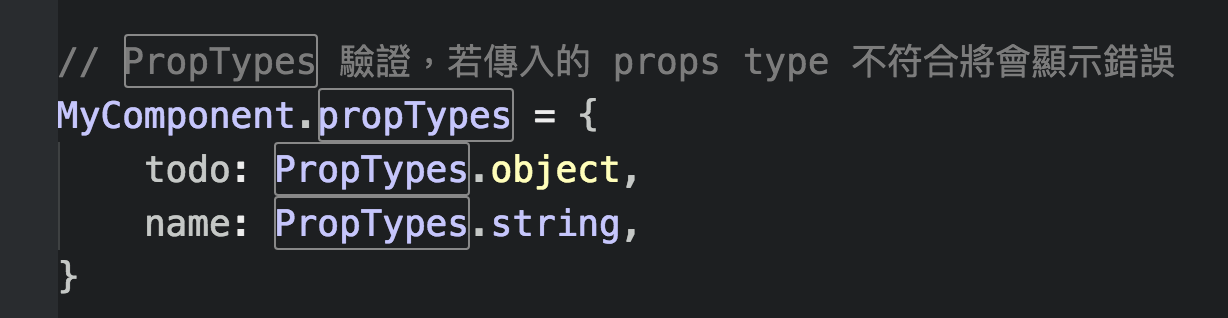 // PropTypes 驗證，若傳入的 props type 不符合將會顯示錯誤
MyComponent.propTypes = {
    todo: PropTypes.object,
    name: PropTypes.string,
}